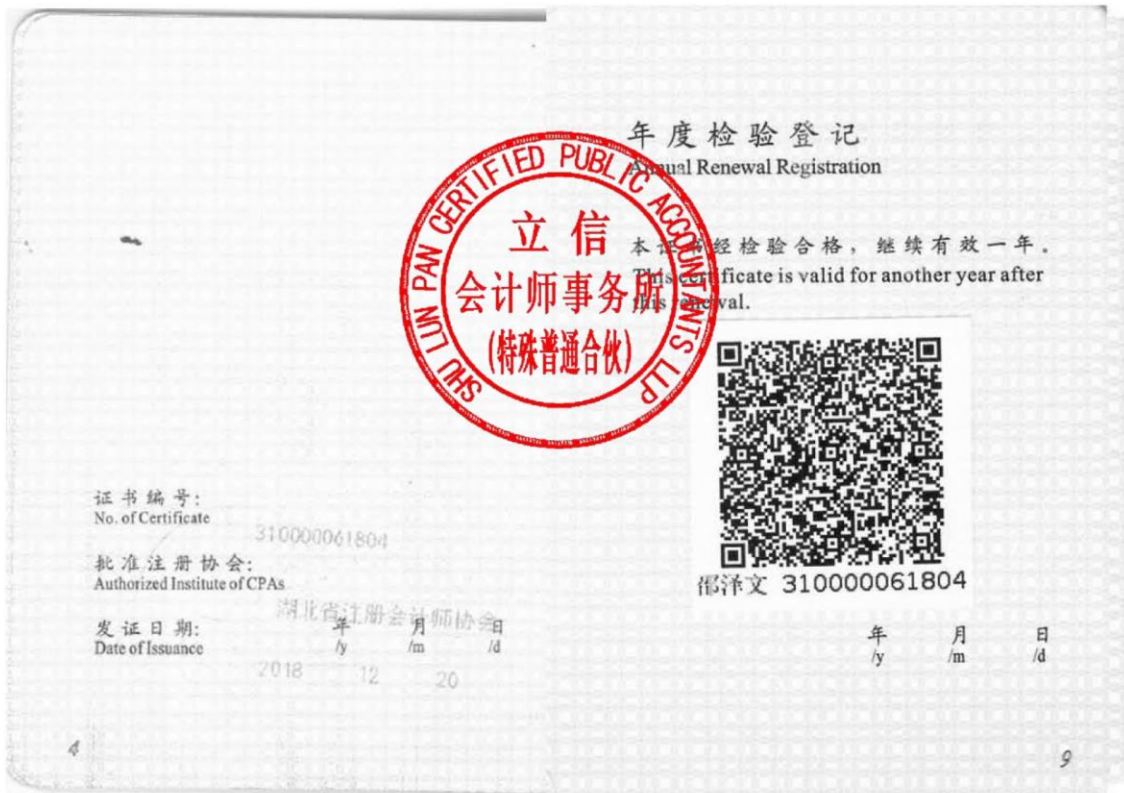 证书编号:
No. of Certificate
310000061804
批准注册协会:
Authorized Institute of CPAs
湖北省注册会计师协会
发证日期:
Date of Issuance
年 月 日
/y /m /d
2018 12 20
4
SHU LUN PAN CERTIFIED PUBLIC ACCOUNTANTS LLP
立信
会计师事务所
(特殊普通合伙)
年度检验登记
Annual Renewal Registration
本证书经检验合格，继续有效一年。
This certificate is valid for another year after
this renewal.
邵泽文 310000061804
年 月 日
/y /m /d
9